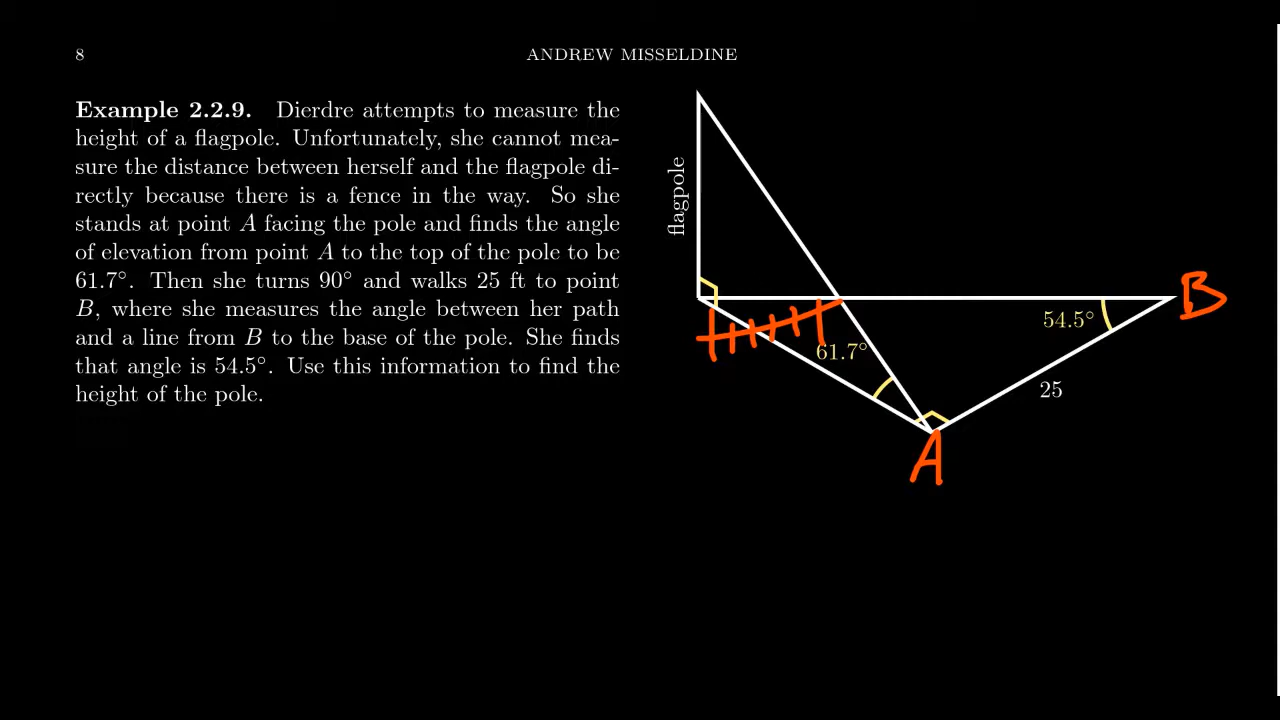 8
ANDREW MISSELDINE
Example 2.2.9. Dierdre attempts to measure the
height of a flagpole. Unfortunately, she cannot mea-
sure the distance between herself and the flagpole di-
rectly because there is a fence in the way. So she
stands at point A facing the pole and finds the angle
of elevation from point A to the top of the pole to be
61.7°. Then she turns 90° and walks 25 ft to point
B, where she measures the angle between her path
and a line from B to the base of the pole. She finds
that angle is 54.5°. Use this information to find the
height of the pole.
flagpole
B
54.5°
61.7°
25
A